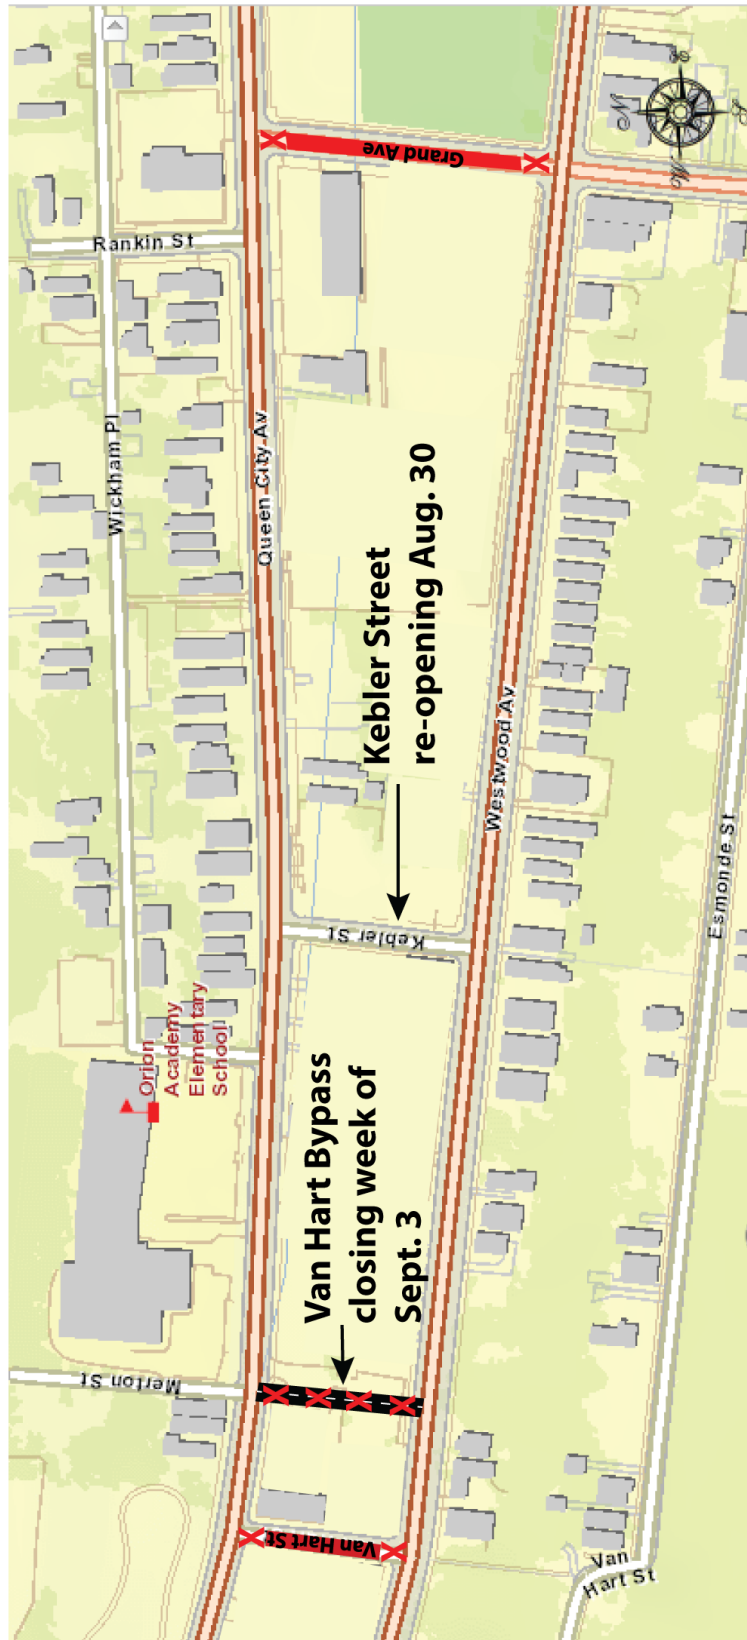 Grand Ave
Rankin St
Wickham Pl
Queen City Av
Kebler Street
re-opening Aug. 30
Westwood Av
Kebler St
Esmonde St
Orion
Academy
Elementary
School
Van Hart Bypass
closing week of
Sept. 3
Merton St
Van Hart St
Van
Hart St